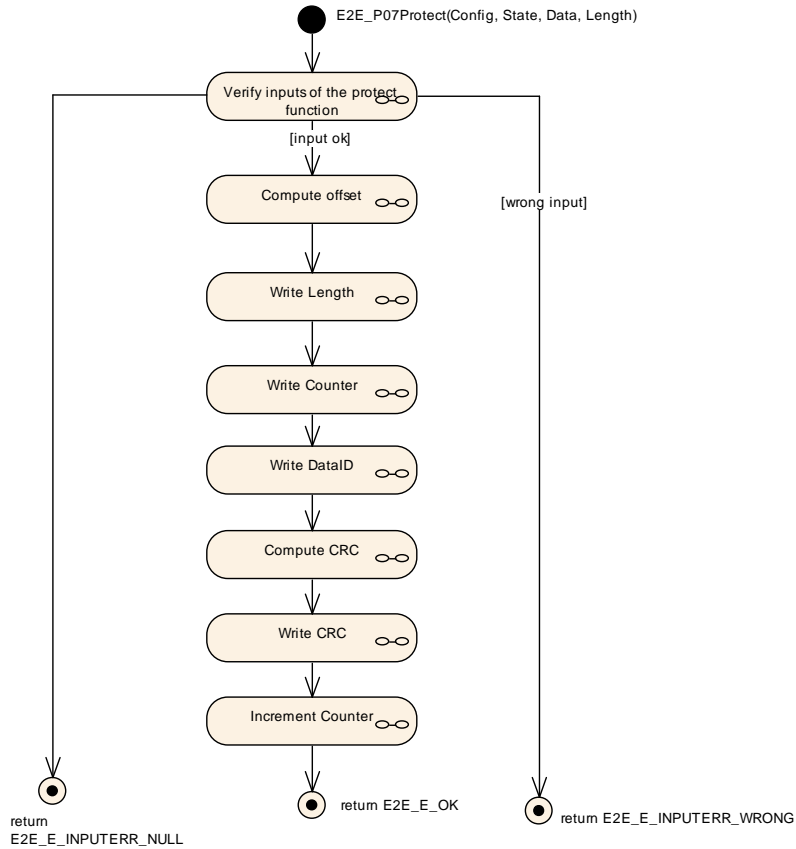 E2E_P07Protect(Config, State, Data, Length)
Verify inputs of the protect
function
[input ok]
Compute offset
[wrong input]
Write Length
Write Counter
Write DataID
Compute CRC
Write CRC
Increment Counter
return E2E_E_OK
return
E2E_E_INPUTERR_NULL
return E2E_E_INPUTERR_WRONG